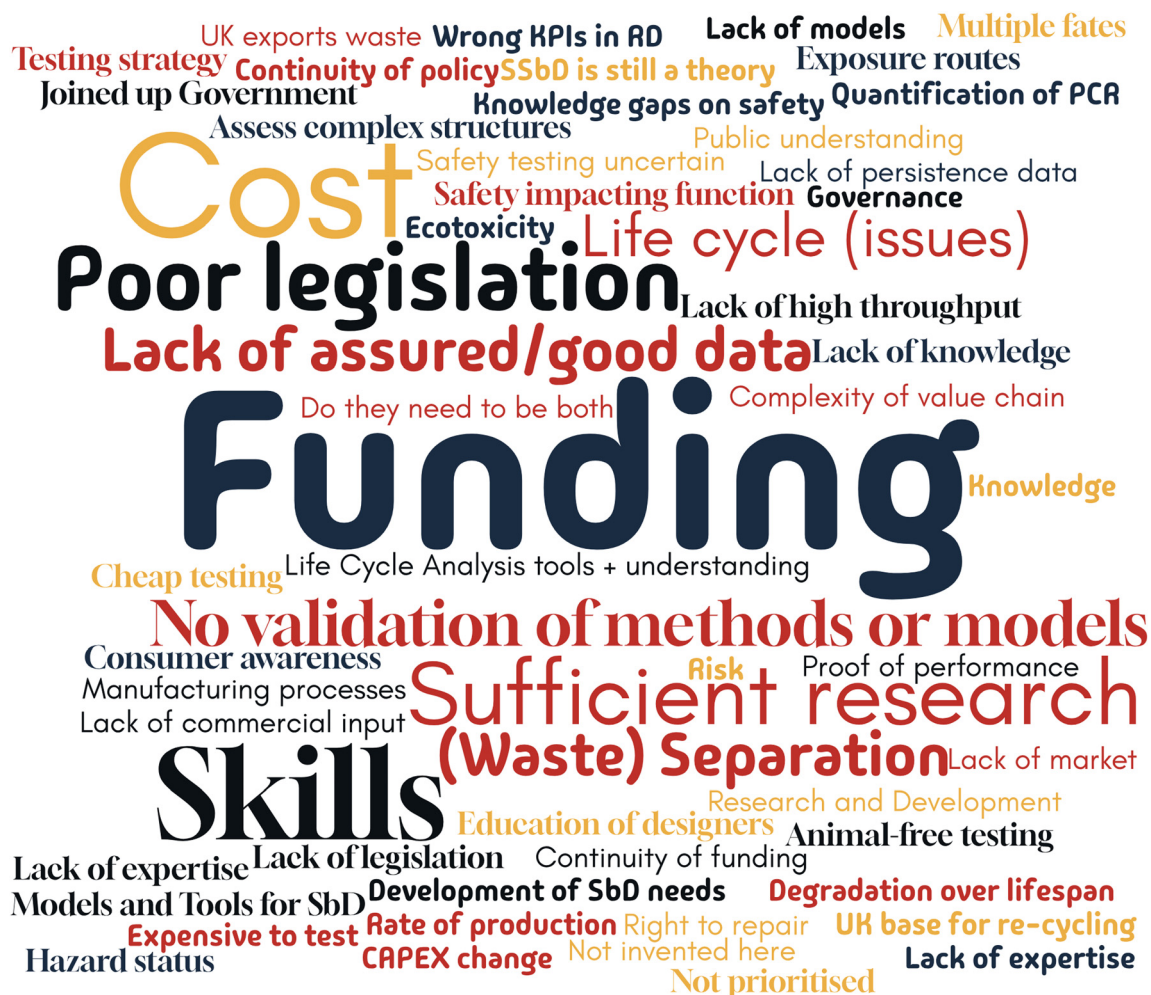 UK exports waste
Wrong KPIs in RD
Lack of models
Multiple fates
Testing strategy
Continuity of policy
SSbD is still a theory
Exposure routes
Joined up Government
Knowledge gaps on safety
Quantification of PCR
Assess complex structures
Public understanding
Cost
Safety testing uncertain
Lack of persistence data
Safety impacting function
Governance
Ecotoxicity
Life cycle (issues)
Poor legislation
Lack of high throughput
Lack of assured/good data
Lack of knowledge
Do they need to be both
Complexity of value chain
Funding
Knowledge
Cheap testing
Life Cycle Analysis tools + understanding
No validation of methods or models
Consumer awareness
Risk
Proof of performance
Manufacturing processes
Sufficient research
Lack of commercial input
(Waste) Separation
Lack of market
Skills
Research and Development
Education of designers
Animal-free testing
Lack of expertise
Lack of legislation
Continuity of funding
Models and Tools for SbD
Development of SbD needs
Degradation over lifespan
Expensive to test
Rate of production
Right to repair
UK base for re-cycling
Hazard status
CAPEX change
Not invented here
Lack of expertise
Not prioritised